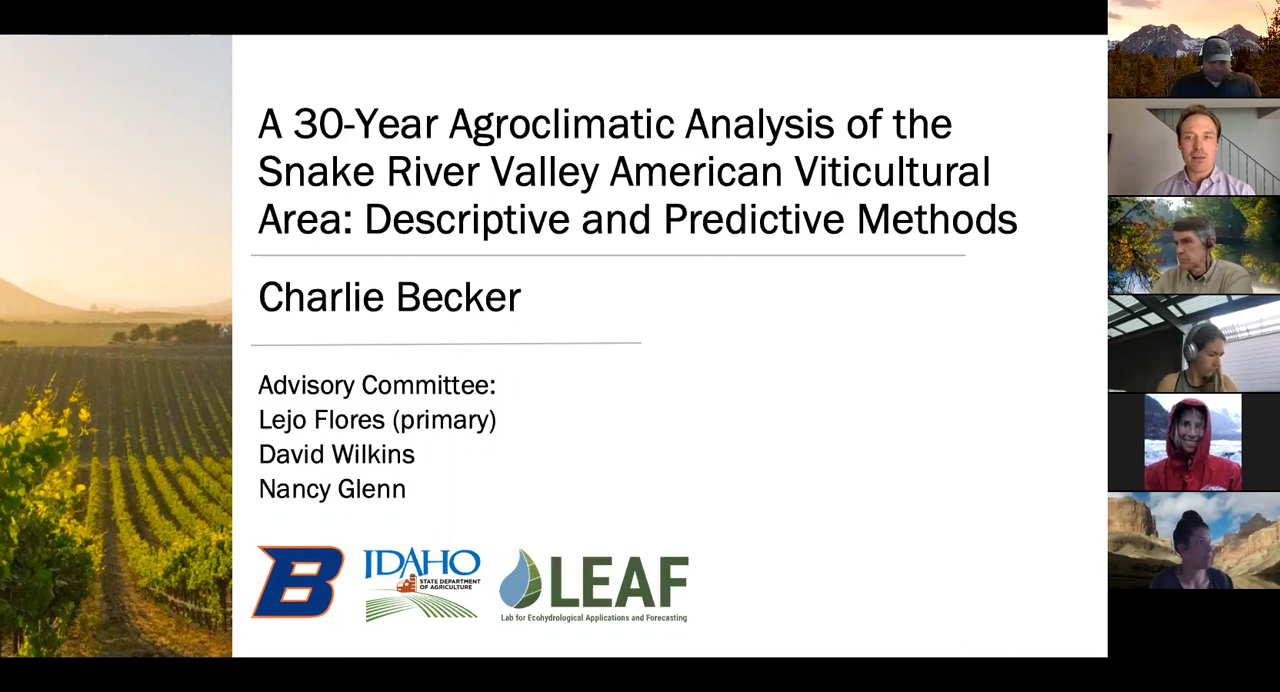 A 30-Year Agroclimatic Analysis of the
Snake River Valley American Viticultural
Area: Descriptive and Predictive Methods
Charlie Becker
Advisory Committee:
Lejo Flores (primary)
David Wilkins
Nancy Glenn
B
IDAHO
STATE DEPARTMENT
OF AGRICULTURE
LEAF
Lab for Ecohydrological Applications and Forecasting